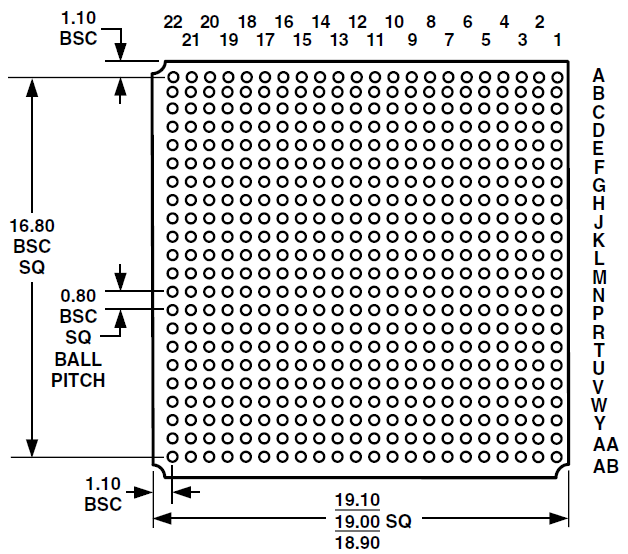 1.10
BSC
22 20 18 16 14 12 10 8 6 4 2
21 19 17 15 13 11 9 7 5 3 1
A
B
C
D
E
F
G
H
J
K
L
M
N
P
R
T
U
V
W
Y
AA
AB
16.80
BSC
SQ
0.80
BSC
SQ
BALL
PITCH
1.10
BSC
19.10
19.00 SQ
18.90